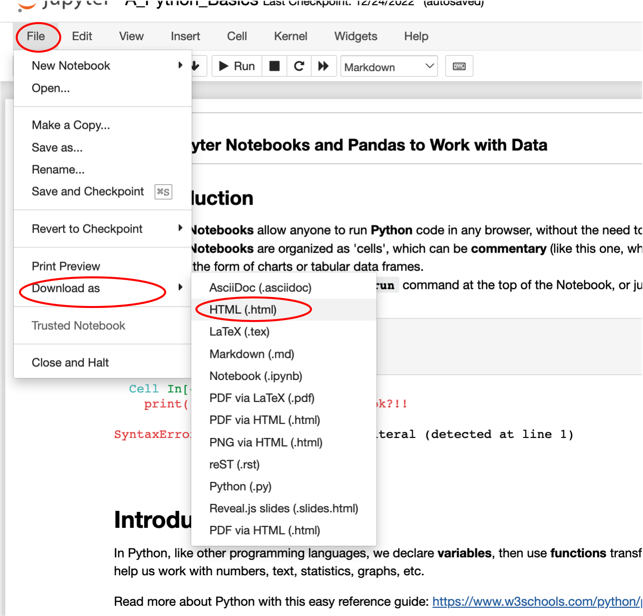 jupyter A_Python_Basics Last Checkpoint: 12/24/2022 (autosaved)
File Edit View Insert Cell Kernel Widgets Help
Run Markdown
New Notebook
Open...
Make a Copy...
Save as...
Rename...
Save and Checkpoint ⌘S
Revert to Checkpoint
Print Preview
Download as
Trusted Notebook
Close and Halt
AsciiDoc (.asciidoc)
HTML (.html)
LaTeX (.tex)
Markdown (.md)
Notebook (.ipynb)
PDF via LaTeX (.pdf)
PDF via HTML (.html)
PNG via HTML (.html)
reST (.rst)
Python (.py)
Reveal.js slides (.slides.html)
PDF via HTML (.html)
yter Notebooks and Pandas to Work with Data
duction
Notebooks allow anyone to run Python code in any browser, without the need to
Notebooks are organized as 'cells', which can be commentary (like this one, wh
the form of charts or tabular data frames.
run command at the top of the Notebook, or ju
Cell In[
print( k?!!
SyntaxErro teral (detected at line 1)
Introdu
In Python, like other programming languages, we declare variables, then use functions transf
help us work with numbers, text, statistics, graphs, etc.
Read more about Python with this easy reference guide: https://www.w3schools.com/python/p